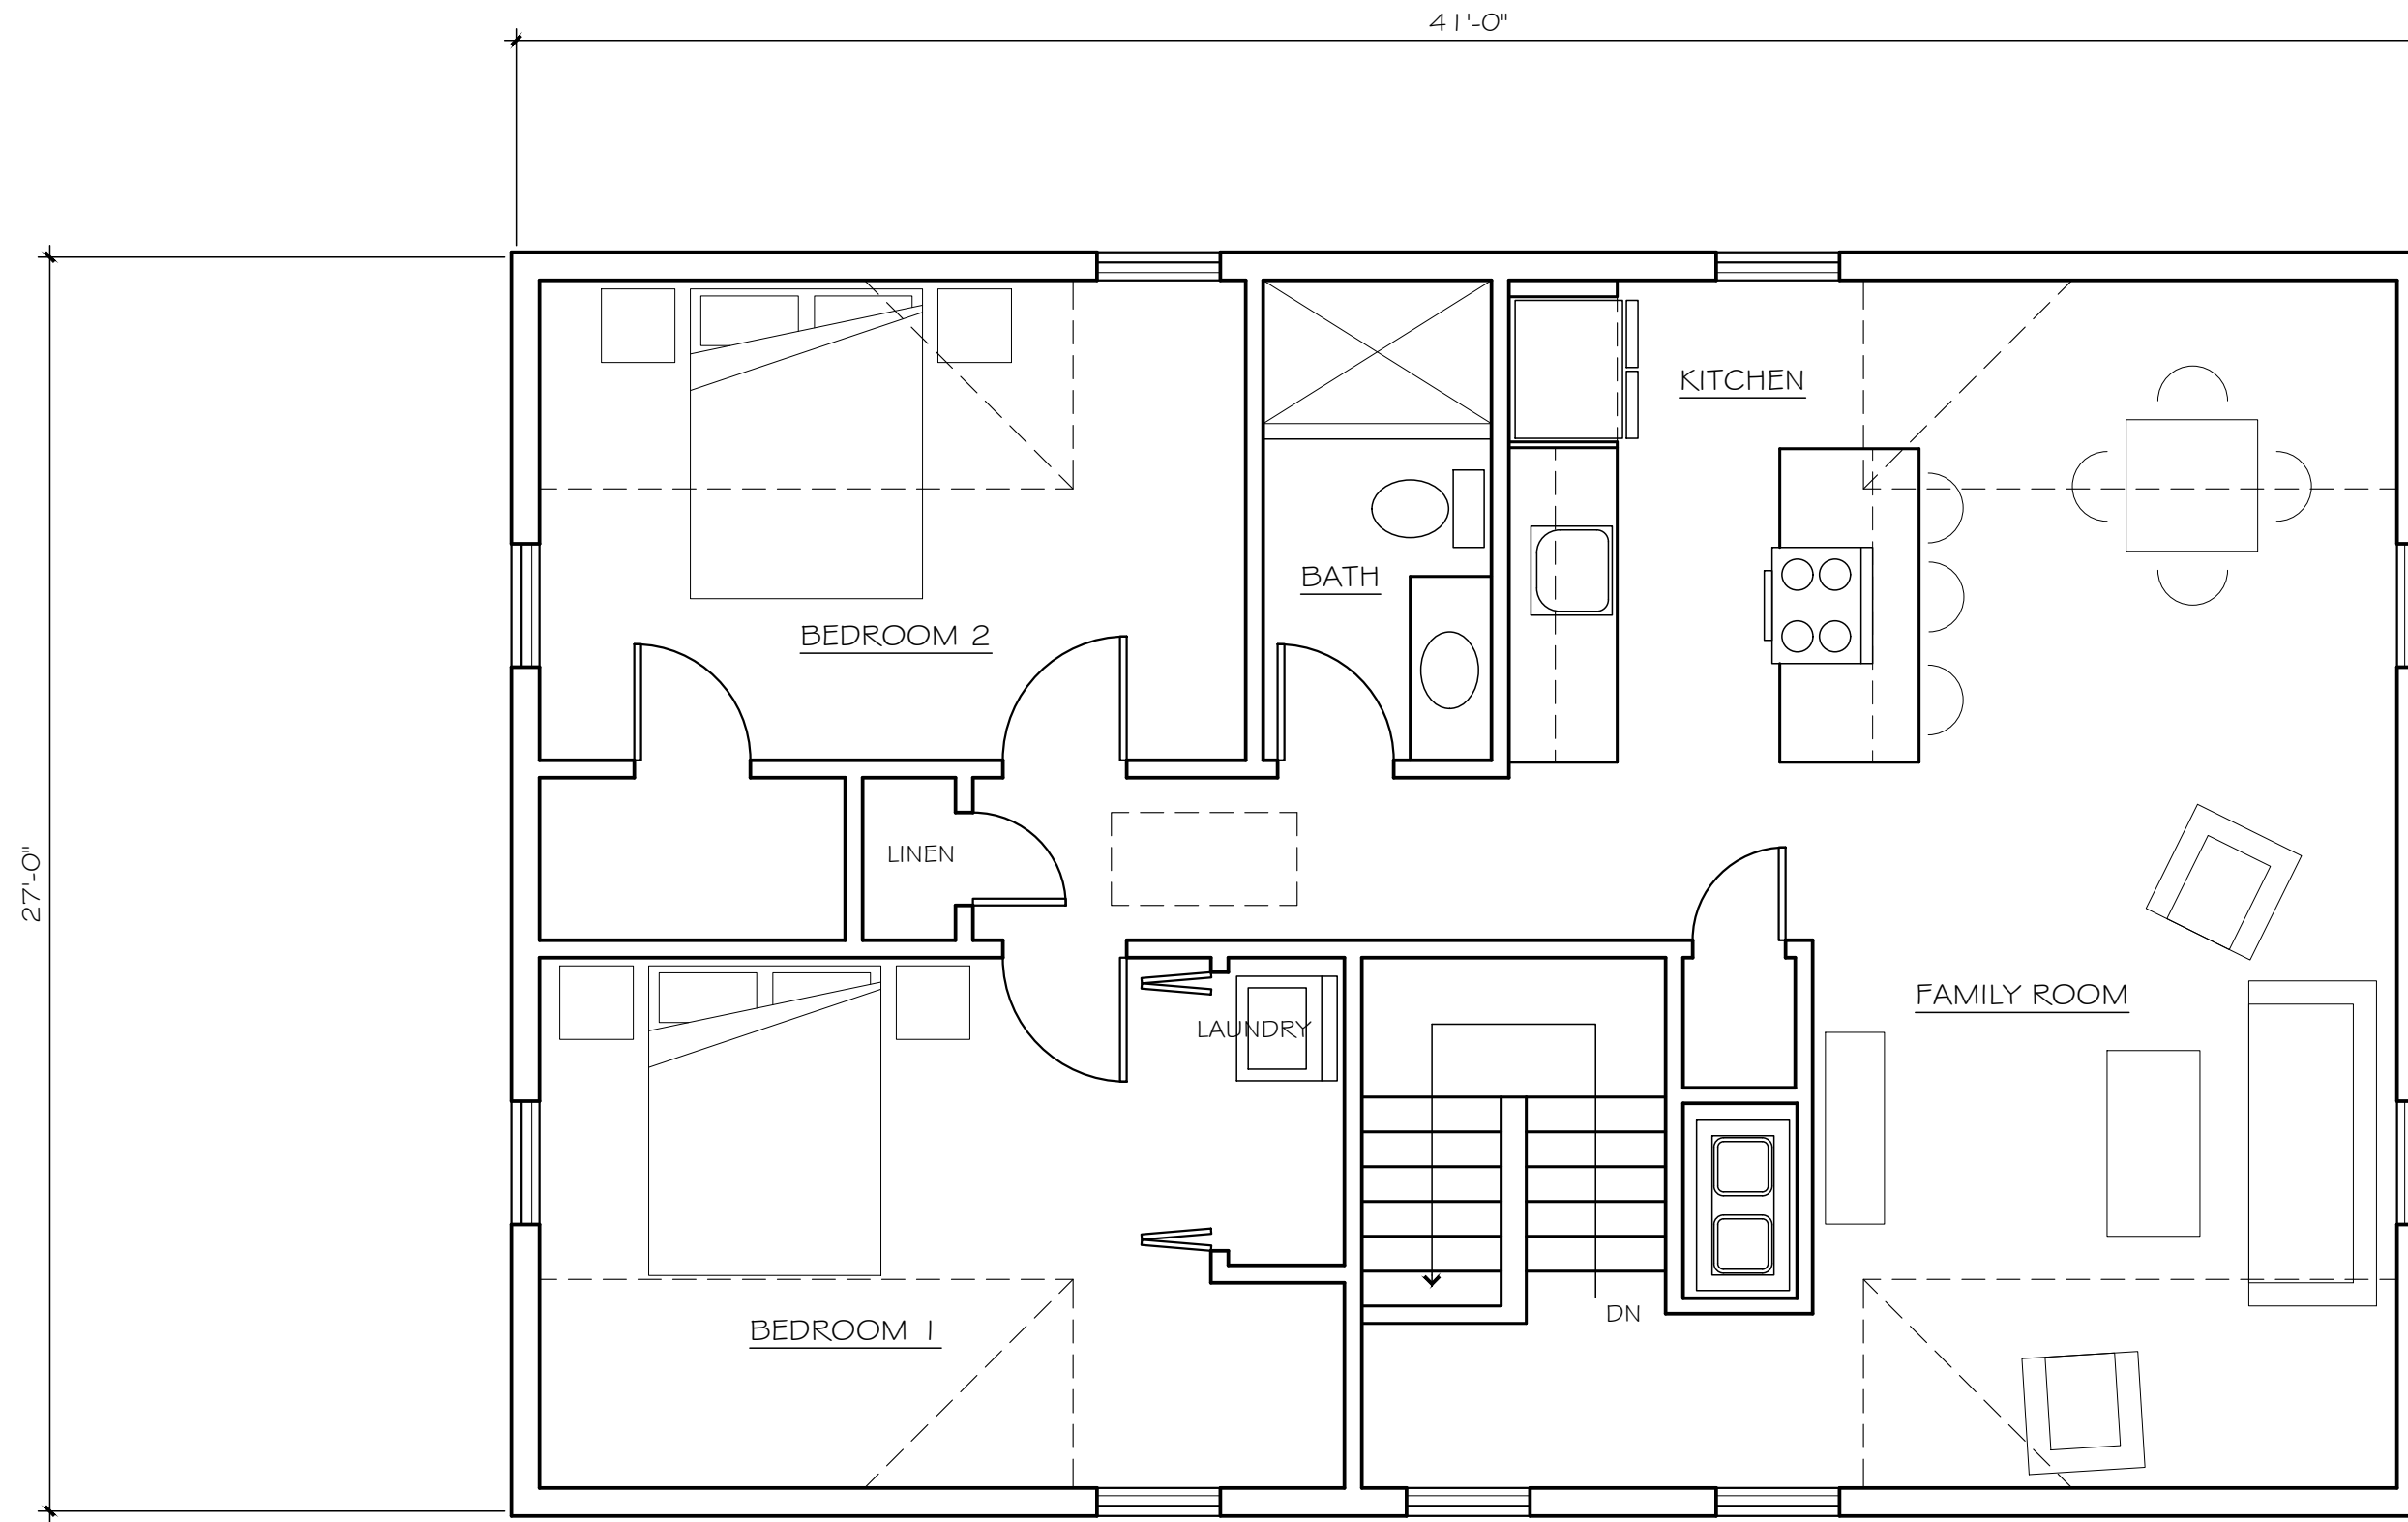 41'-0"
KITCHEN
BATH
BEDROOM 2
LINEN
27'-0"
FAMILY ROOM
LAUNDRY
DN
BEDROOM 1